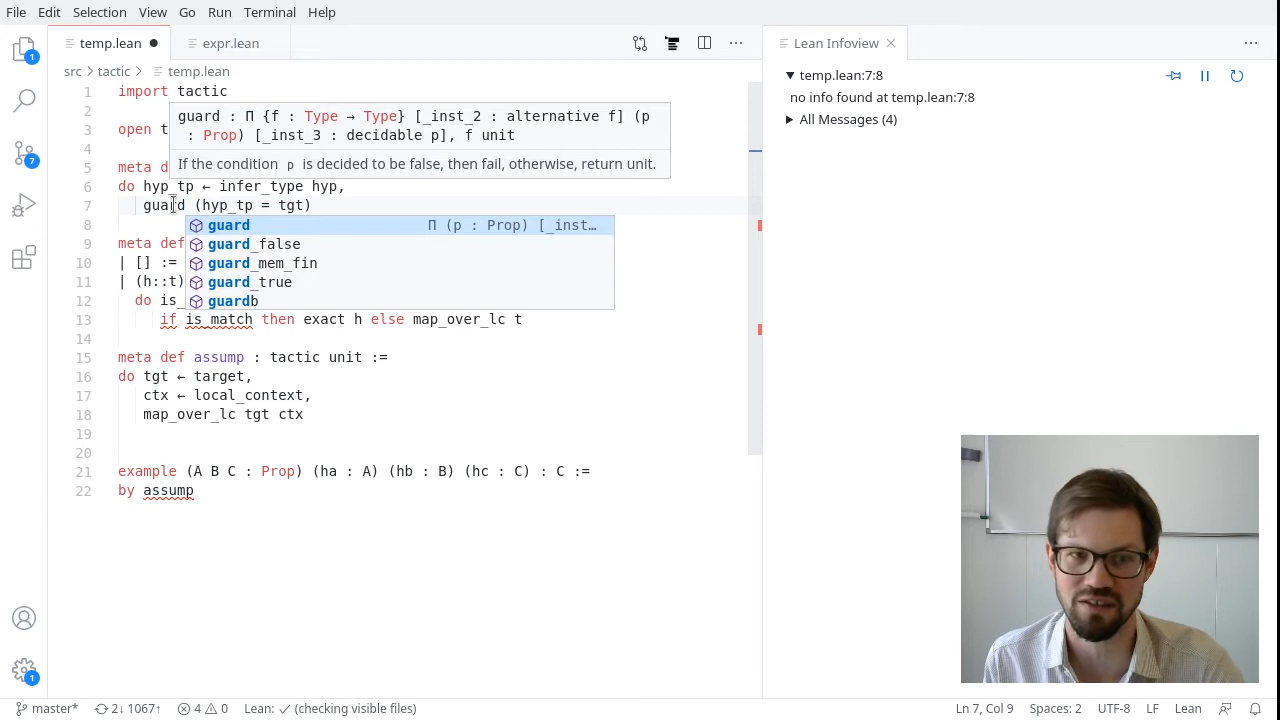 File Edit Selection View Go Run Terminal Help
temp.lean expr.lean
Lean Infoview
src tactic temp.lean
temp.lean:7:8
no info found at temp.lean:7:8
All Messages (4)
1 import tactic
2
3 open t
4
5 meta d
guard : Π {f : Type → Type} [_inst_2 : alternative f] (p
: Prop) [_inst_3 : decidable p], f unit
If the condition p is decided to be false, then fail, otherwise, return unit.
6 do hyp_tp ← infer_type hyp,
7 guard (hyp_tp = tgt)
8
guard Π (p : Prop) [_inst…
guard_false
guard_mem_fin
guard_true
guardb
9 meta def
10 | [] :=
11 | (h::t)
12 do is_
13 if is_match then exact h else map_over_lc t
14
15 meta def assump : tactic unit :=
16 do tgt ← target,
17 ctx ← local_context,
18 map_over_lc tgt ctx
19
20
21 example (A B C : Prop) (ha : A) (hb : B) (hc : C) : C :=
22 by assump
1
7
1
master* 2↓ 1067↑ 4 0 Lean: ✓ (checking visible files) Ln 7, Col 9 Spaces: 2 UTF-8 LF Lean